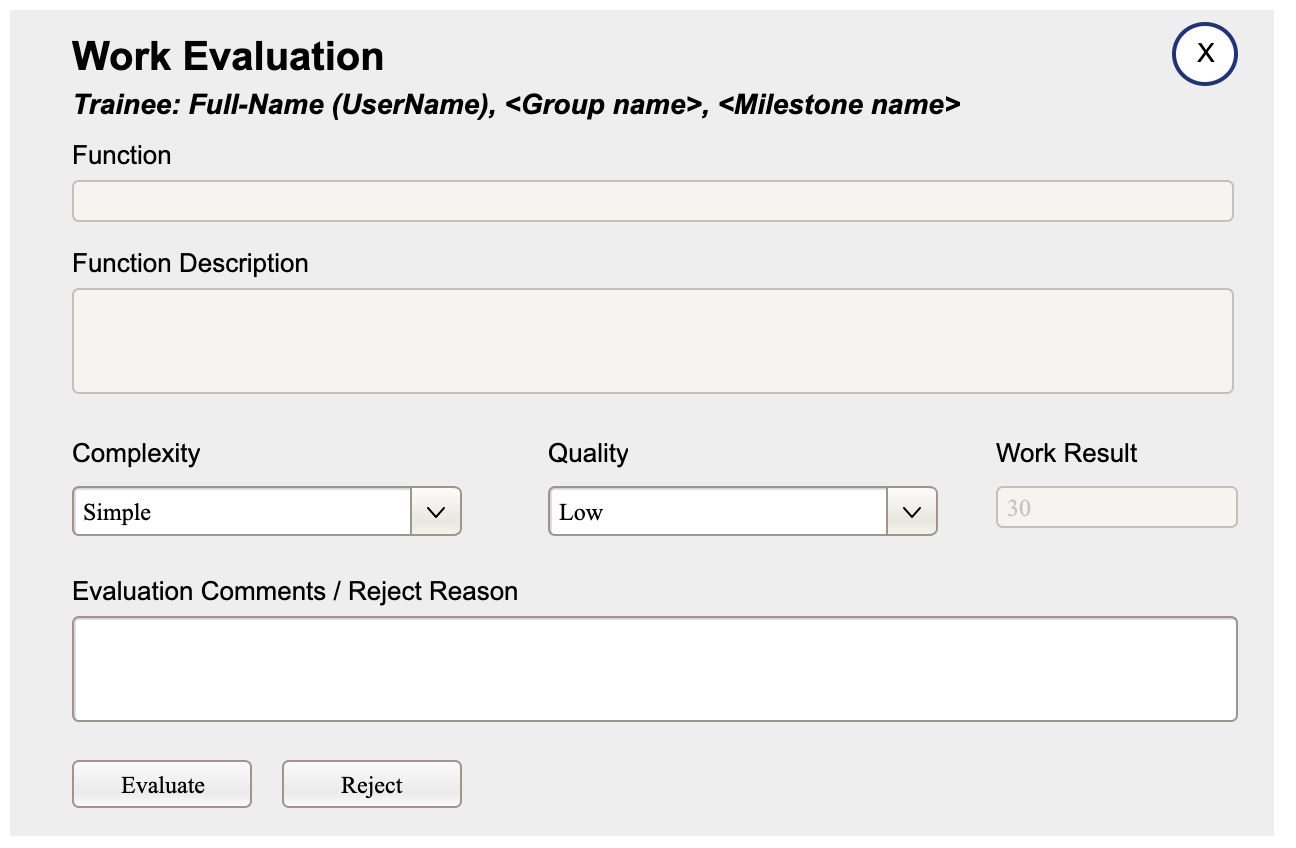 Work Evaluation
X
Trainee: Full-Name (UserName), <Group name>, <Milestone name>
Function
Function Description
Complexity
Quality
Work Result
Simple
Low
30
Evaluation Comments / Reject Reason
Evaluate
Reject